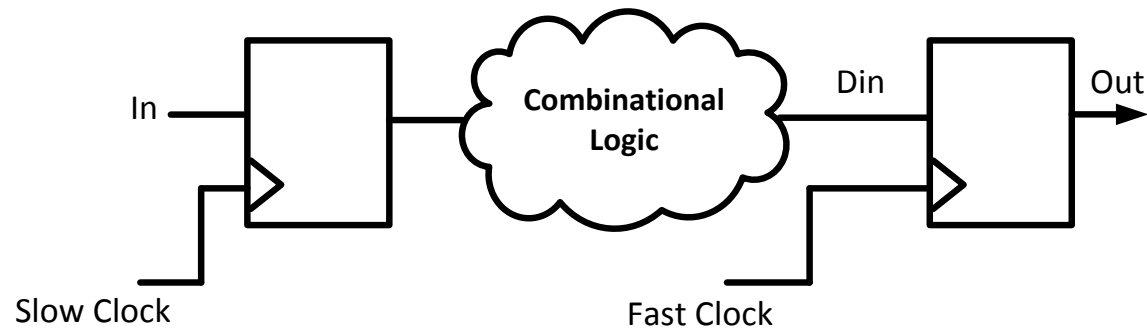 In
Combinational
Logic
Din
Out
Slow Clock
Fast Clock